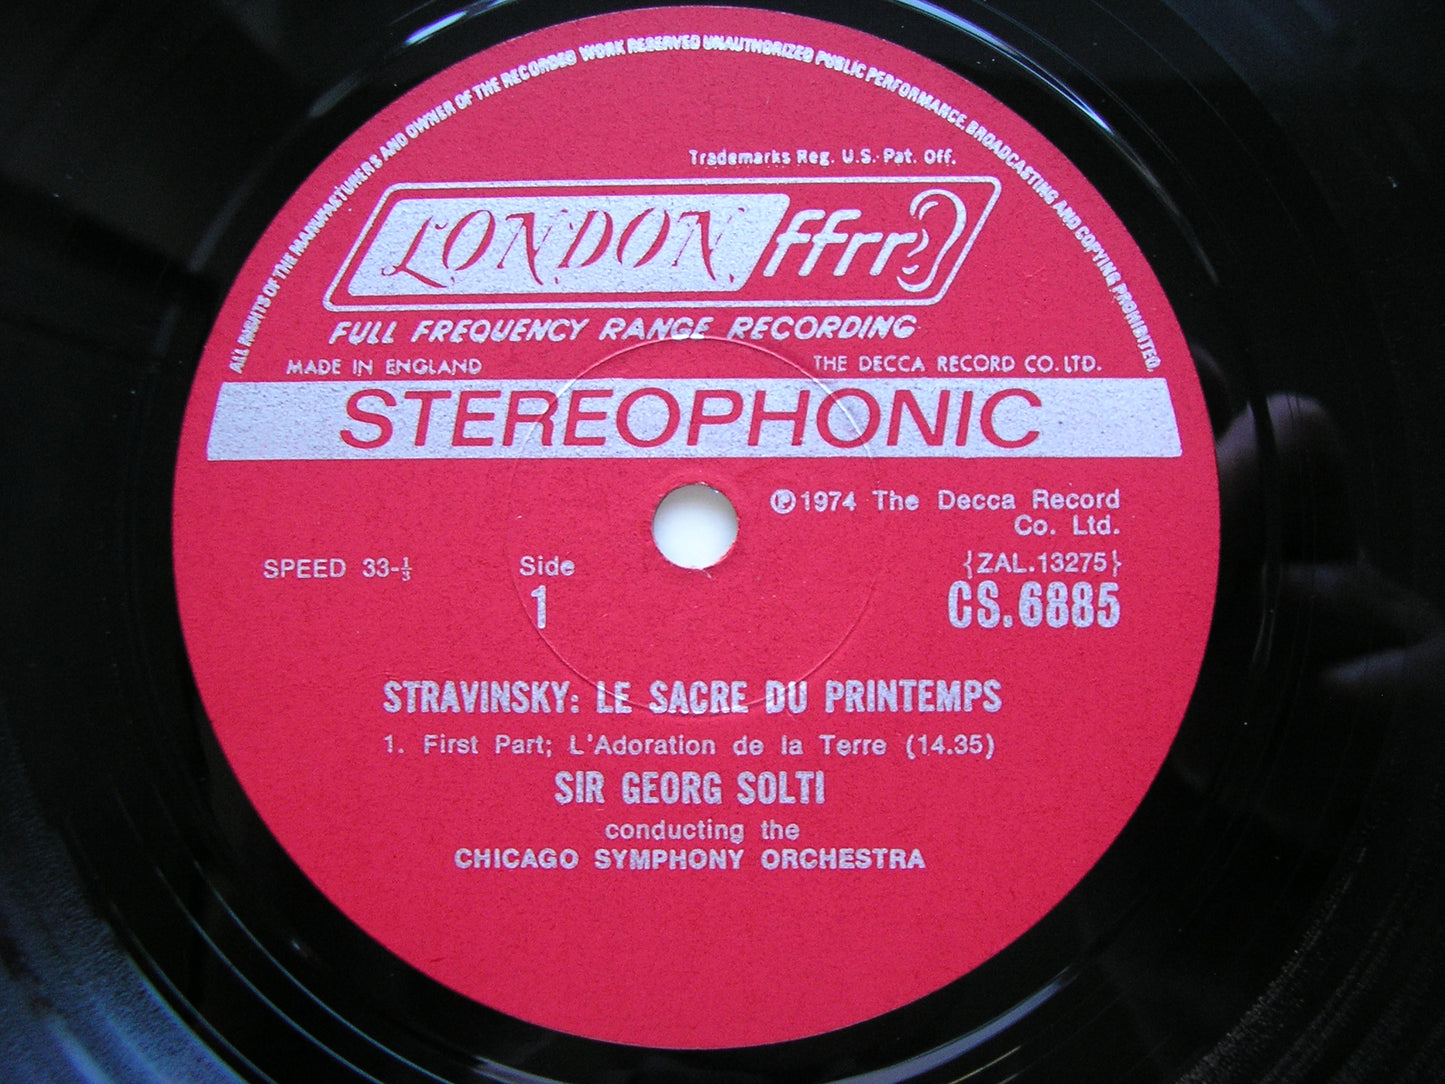 ALL RIGHTS OF THE MANUFACTURERS AND OWNER OF THE RECORDED WORK RESERVED UNAUTHORIZED PUBLIC PERFORMANCE, BROADCASTING AND COPYING PROHIBITED.
Trademarks Reg. U.S. Pat. Off.
LONDON ffrr
FULL FREQUENCY RANGE RECORDING
MADE IN ENGLAND THE DECCA RECORD CO. LTD.
STEREOPHONIC
℗1974 The Decca Record
Co. Ltd.
SPEED 33-⅓ Side {ZAL.13275}
1 CS.6885
STRAVINSKY: LE SACRE DU PRINTEMPS
1. First Part; L'Adoration de la Terre (14.35)
SIR GEORG SOLTI
conducting the
CHICAGO SYMPHONY ORCHESTRA